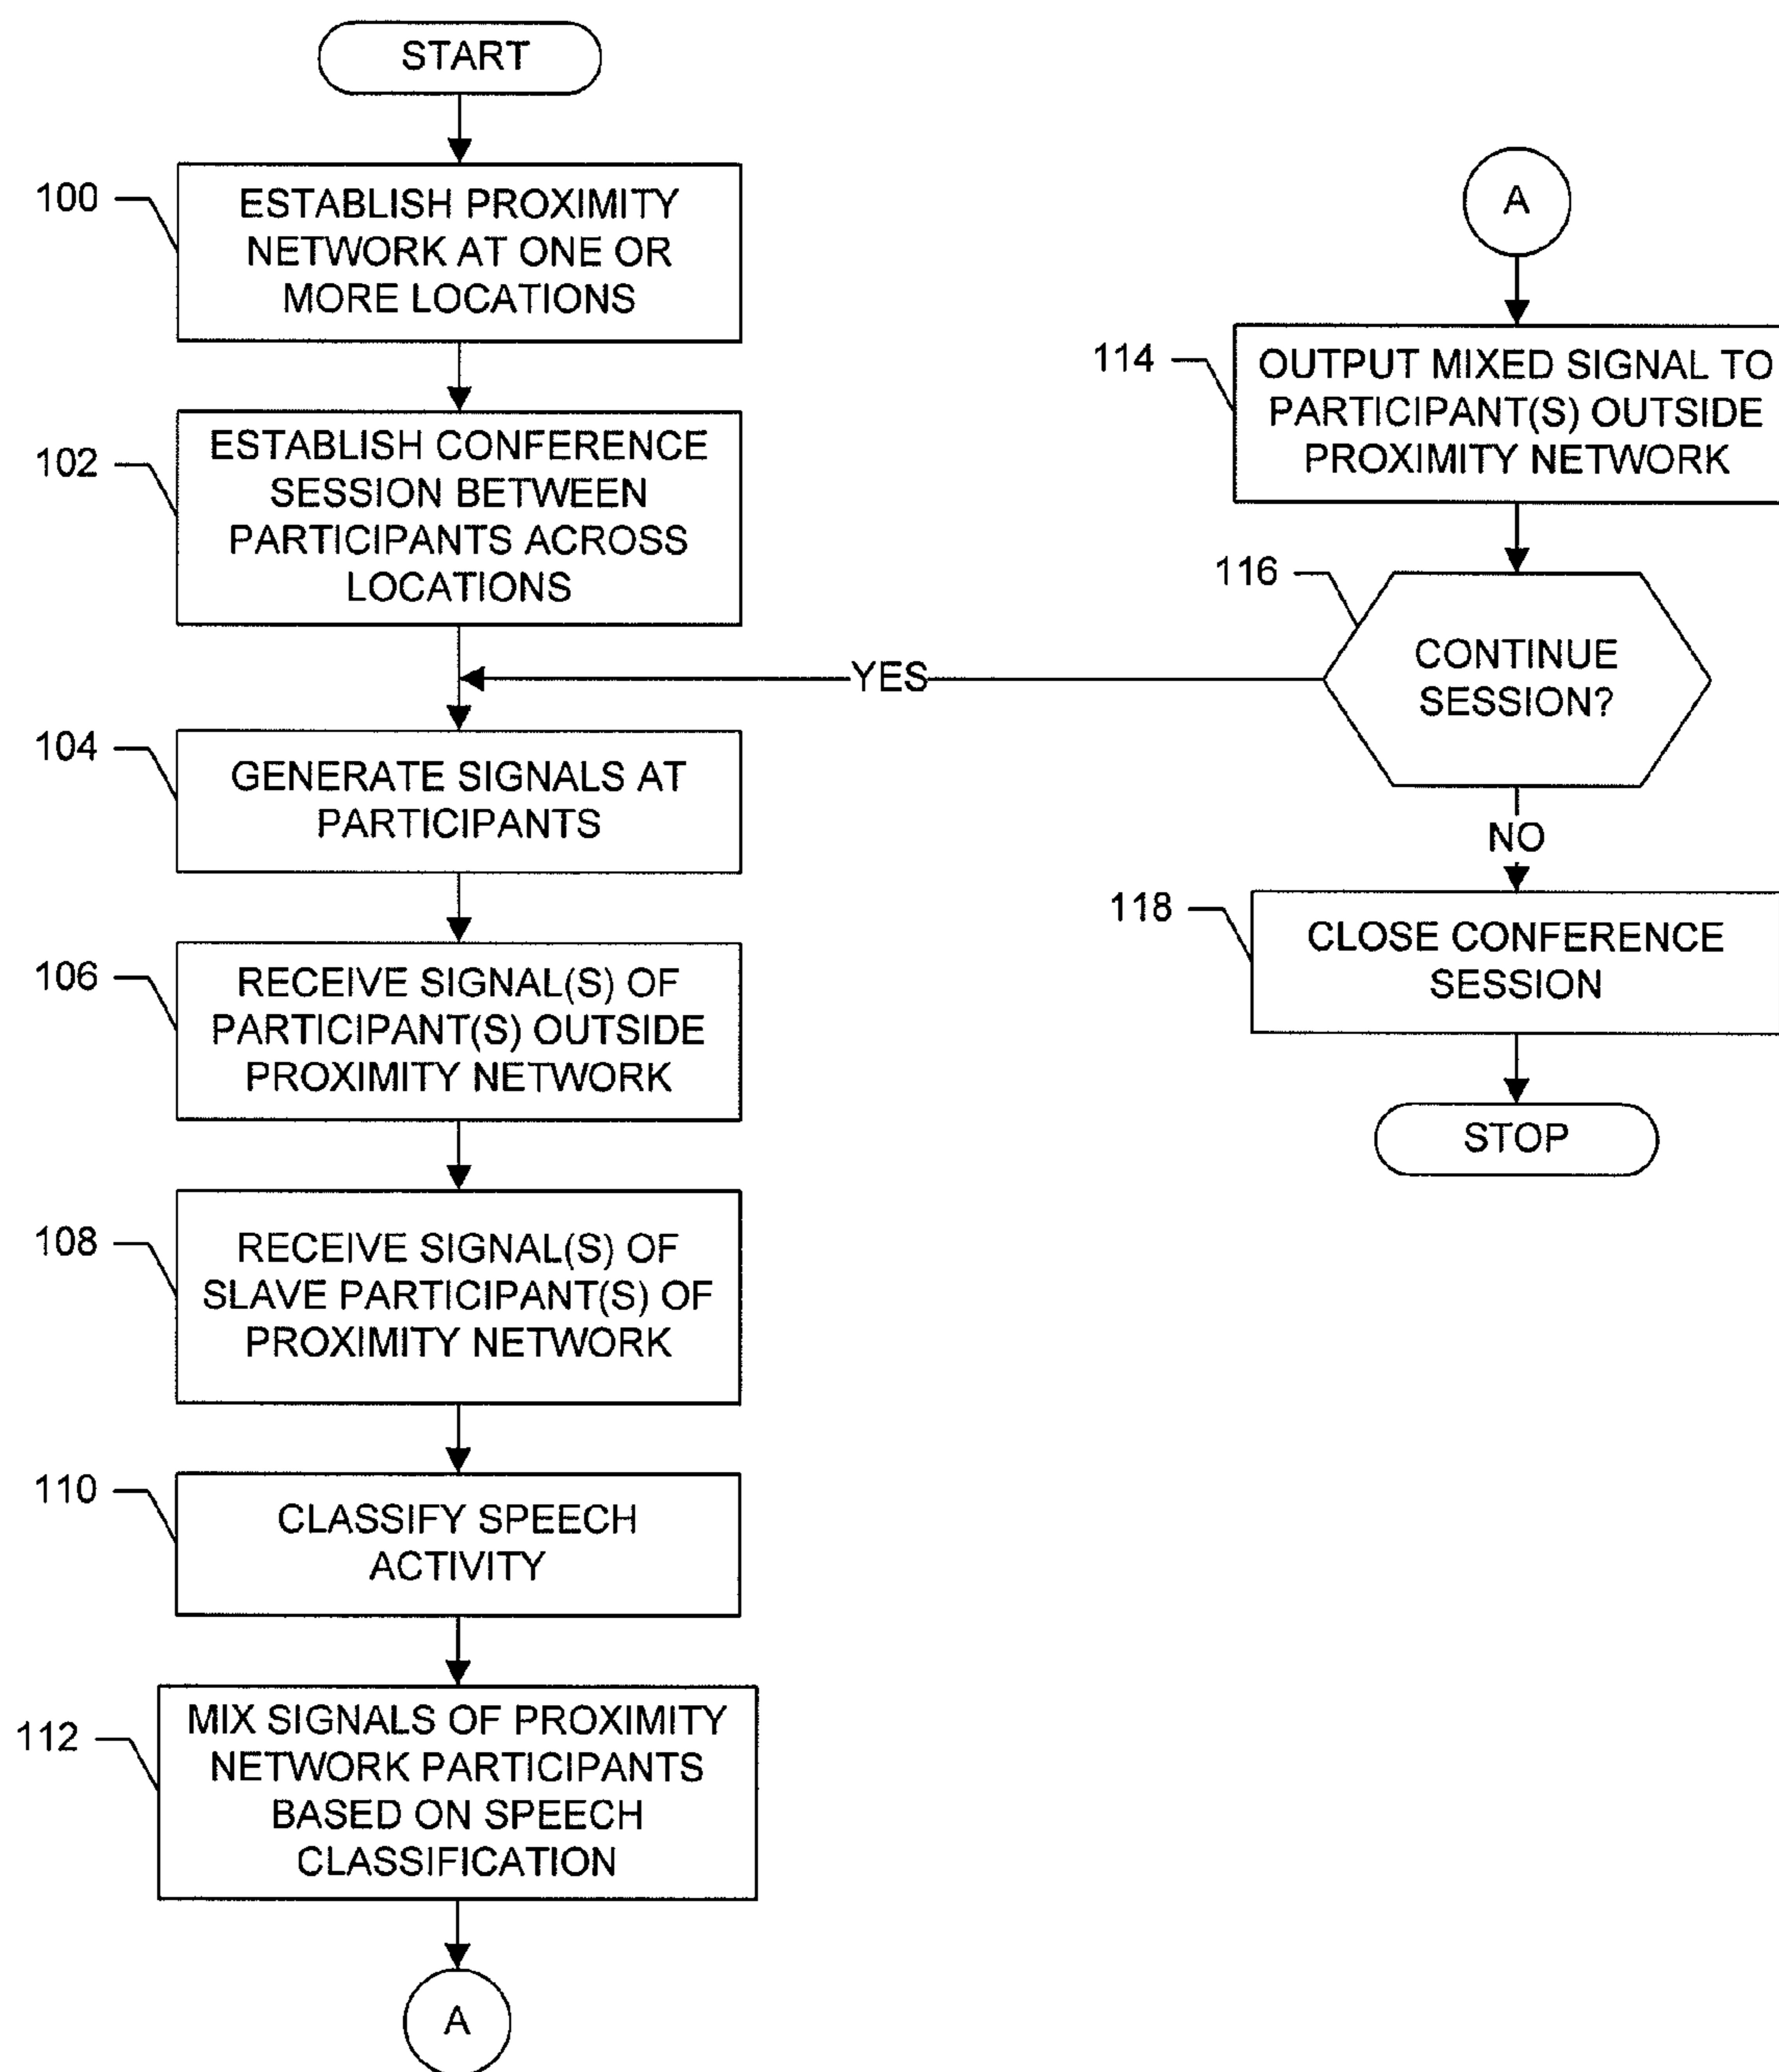 START
100
ESTABLISH PROXIMITY
NETWORK AT ONE OR
MORE LOCATIONS
102
ESTABLISH CONFERENCE
SESSION BETWEEN
PARTICIPANTS ACROSS
LOCATIONS
104
GENERATE SIGNALS AT
PARTICIPANTS
106
RECEIVE SIGNAL(S) OF
PARTICIPANT(S) OUTSIDE
PROXIMITY NETWORK
108
RECEIVE SIGNAL(S) OF
SLAVE PARTICIPANT(S) OF
PROXIMITY NETWORK
110
CLASSIFY SPEECH
ACTIVITY
112
MIX SIGNALS OF PROXIMITY
NETWORK PARTICIPANTS
BASED ON SPEECH
CLASSIFICATION
A
A
114
OUTPUT MIXED SIGNAL TO
PARTICIPANT(S) OUTSIDE
PROXIMITY NETWORK
116
CONTINUE
SESSION?
YES
NO
118
CLOSE CONFERENCE
SESSION
STOP